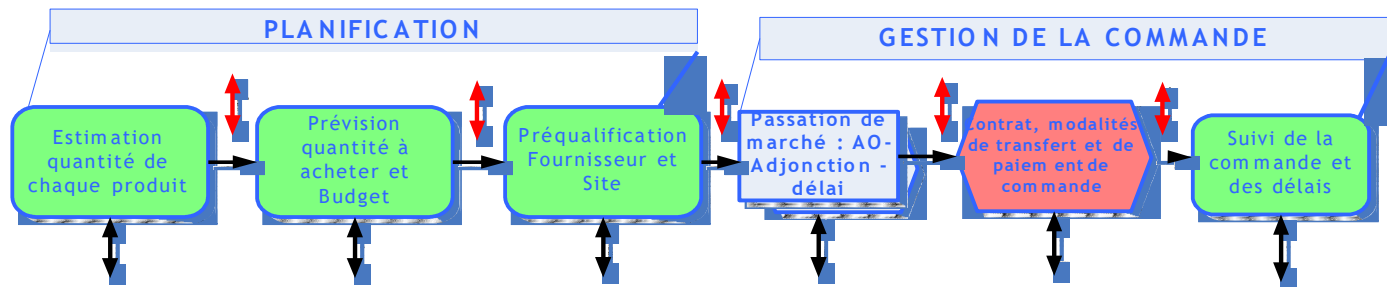 PLANIFICATION
GESTION DE LA COMMANDE
Estimation
quantité de
chaque produit
Prévision
quantité à
acheter et
Budget
Préqualification
Fournisseur et
Site
Passation de
marché : AO-
Adjonction -
délai
Contrat, modalités
de transfert et de
paiement de
commande
Suivi de la
commande et
des délais